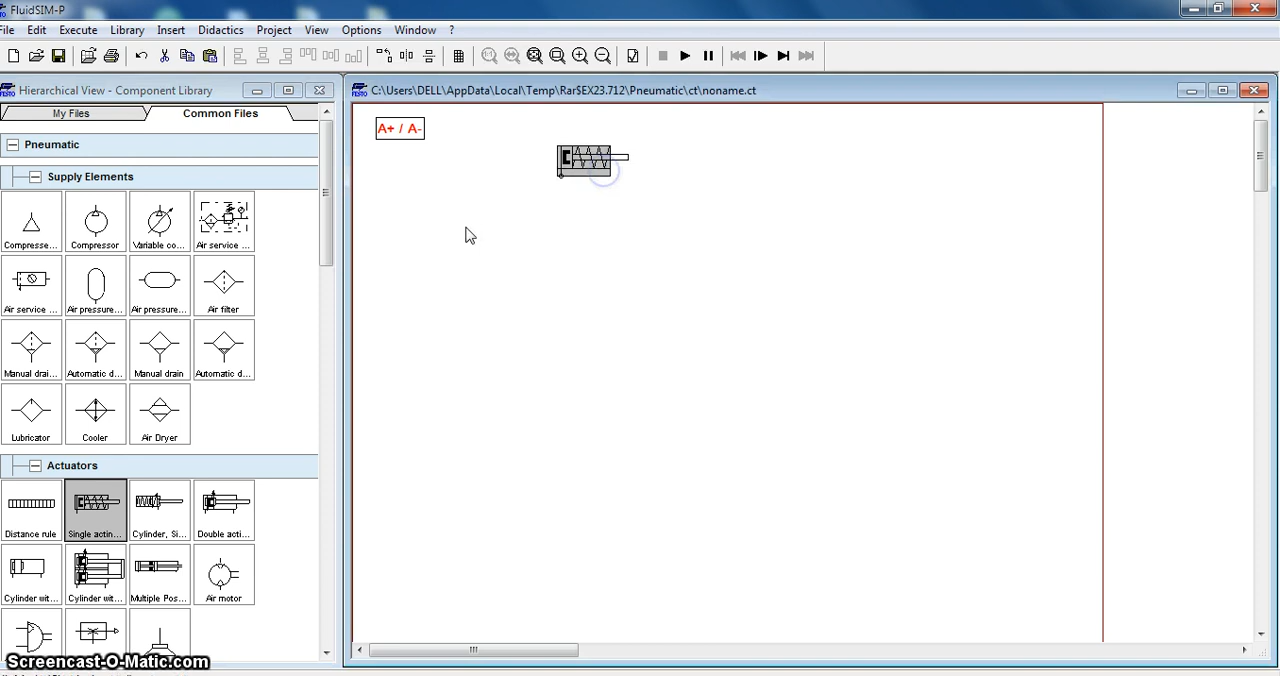 FluidSIM-P
File Edit Execute Library Insert Didactics Project View Options Window ?
Hierarchical View - Component Library
C:\Users\DELL\AppData\Local\Temp\Rar$EX23.712\Pneumatic\ct\noname.ct
My Files Common Files
A+ / A-
Pneumatic
Supply Elements
Compresse... Compressor Variable co... Air service ...
Air service ... Air pressure... Air pressure... Air filter
Manual drai... Automatic d... Manual drain Automatic d...
Lubricator Cooler Air Dryer
Actuators
Distance rule Single actin... Cylinder, Si... Double acti...
Cylinder wit... Cylinder wit... Multiple Pos... Air motor
Screencast-O-Matic.com